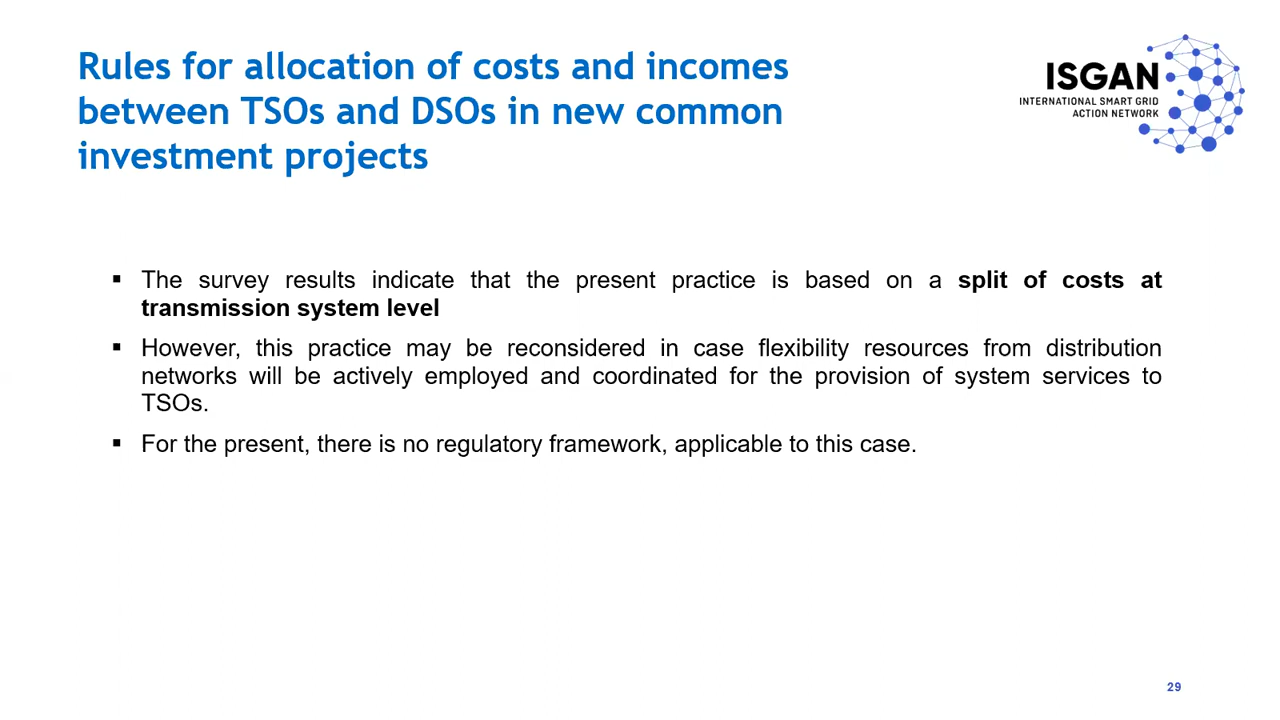 Rules for allocation of costs and incomes
between TSOs and DSOs in new common
investment projects
ISGAN
INTERNATIONAL SMART GRID
ACTION NETWORK
▪ The survey results indicate that the present practice is based on a split of costs at
transmission system level
▪ However, this practice may be reconsidered in case flexibility resources from distribution
networks will be actively employed and coordinated for the provision of system services to
TSOs.
▪ For the present, there is no regulatory framework, applicable to this case.
29